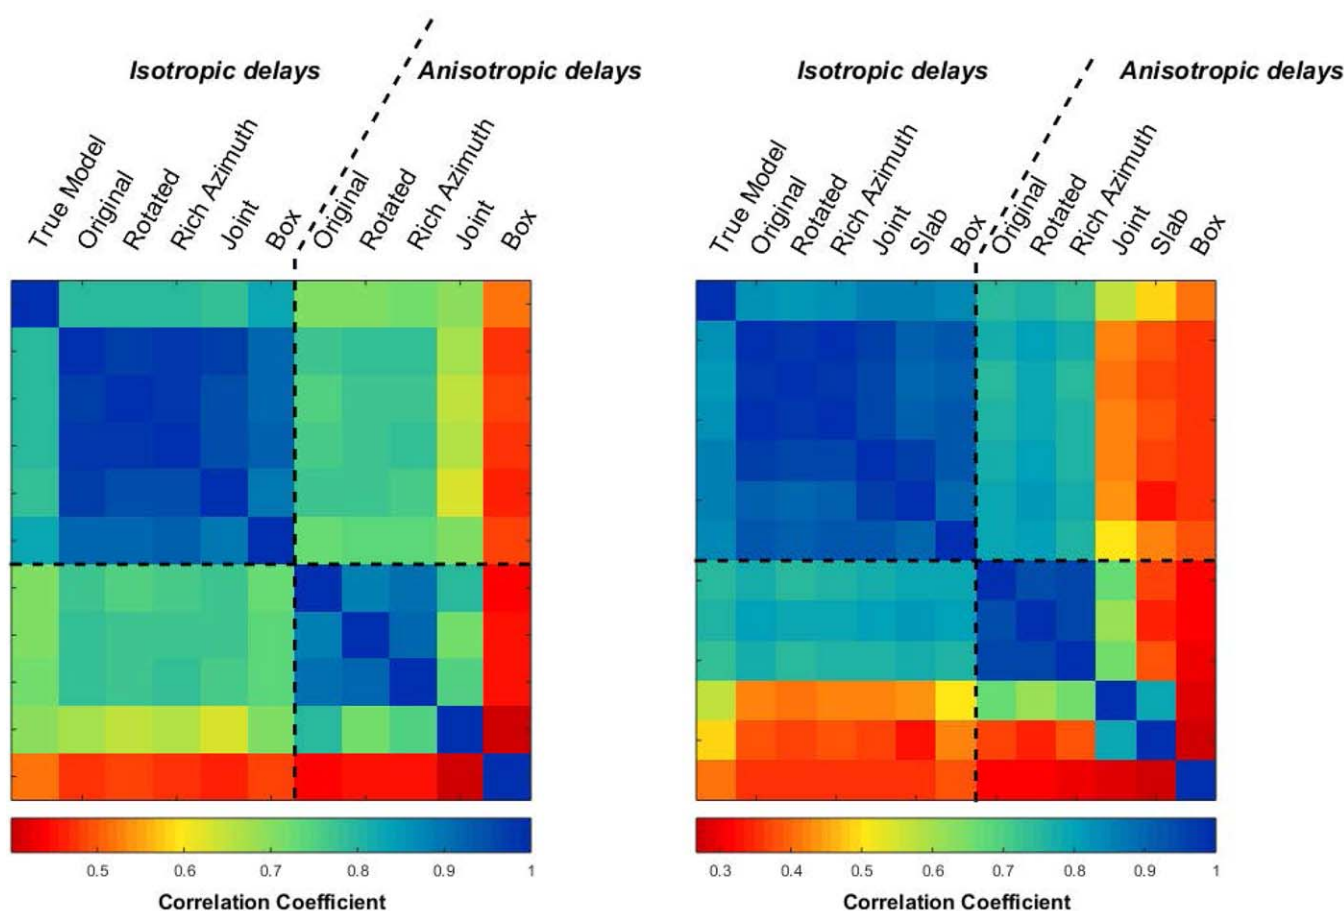 Isotropic delays
Anisotropic delays
True Model
Original
Rotated
Rich Azimuth
Joint
Box
Original
Rotated
Rich Azimuth
Joint
Box
0.5 0.6 0.7 0.8 0.9 1
Correlation Coefficient
Isotropic delays
Anisotropic delays
True Model
Original
Rotated
Rich Azimuth
Joint
Slab
Box
Original
Rotated
Rich Azimuth
Joint
Slab
Box
0.3 0.4 0.5 0.6 0.7 0.8 0.9 1
Correlation Coefficient